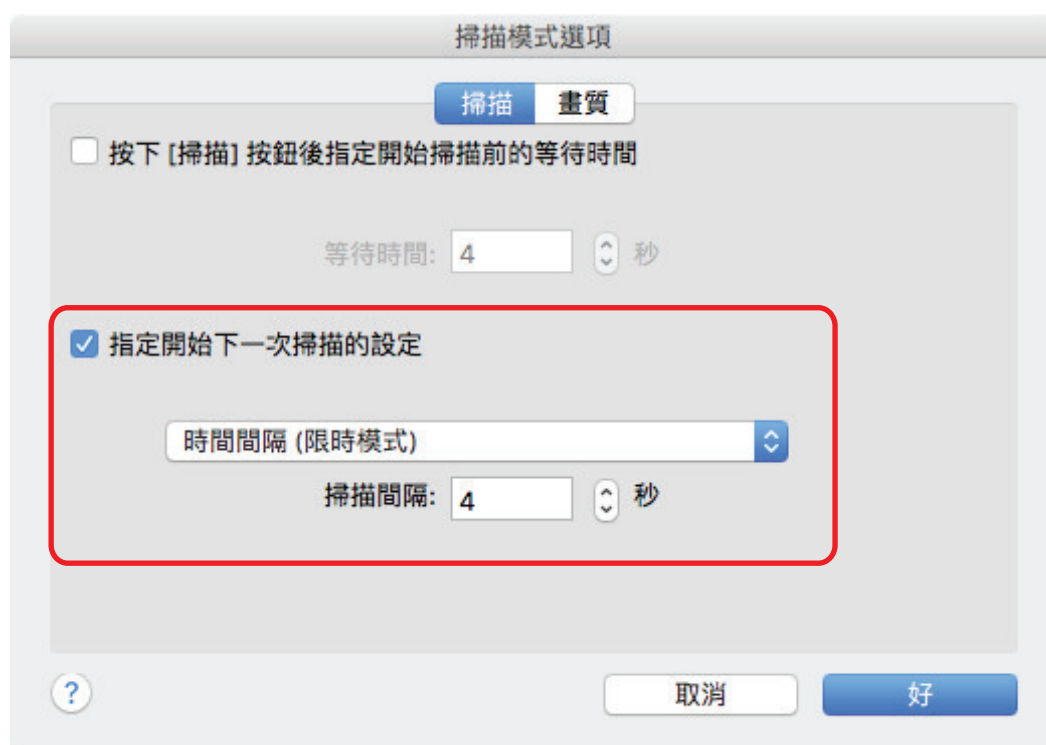 掃描模式選項
掃描 畫質
按下 [掃描] 按鈕後指定開始掃描前的等待時間
等待時間: 4 秒
指定開始下一次掃描的設定
時間間隔 (限時模式)
掃描間隔: 4 秒
? 取消 好